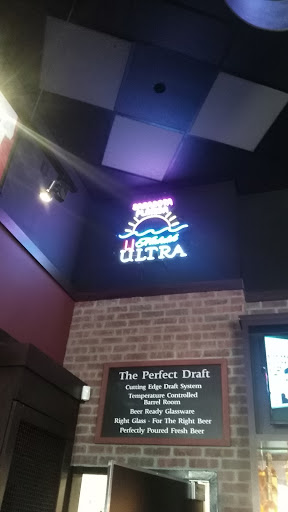 Michelob
ULTRA
The Perfect Draft
Cutting Edge Draft System
Temperature Controlled
Barrel Room
Beer Ready Glassware
Right Glass - For The Right Beer
Perfectly Poured Fresh Beer